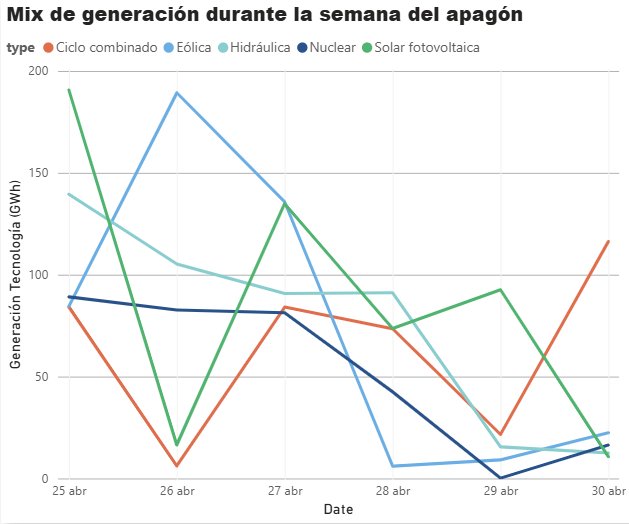 Mix de generación durante la semana del apagón
type Ciclo combinado Eólica Hidráulica Nuclear Solar fotovoltaica
200
150
100
50
0
Generación Tecnología (GWh)
25 abr 26 abr 27 abr 28 abr 29 abr 30 abr
Date